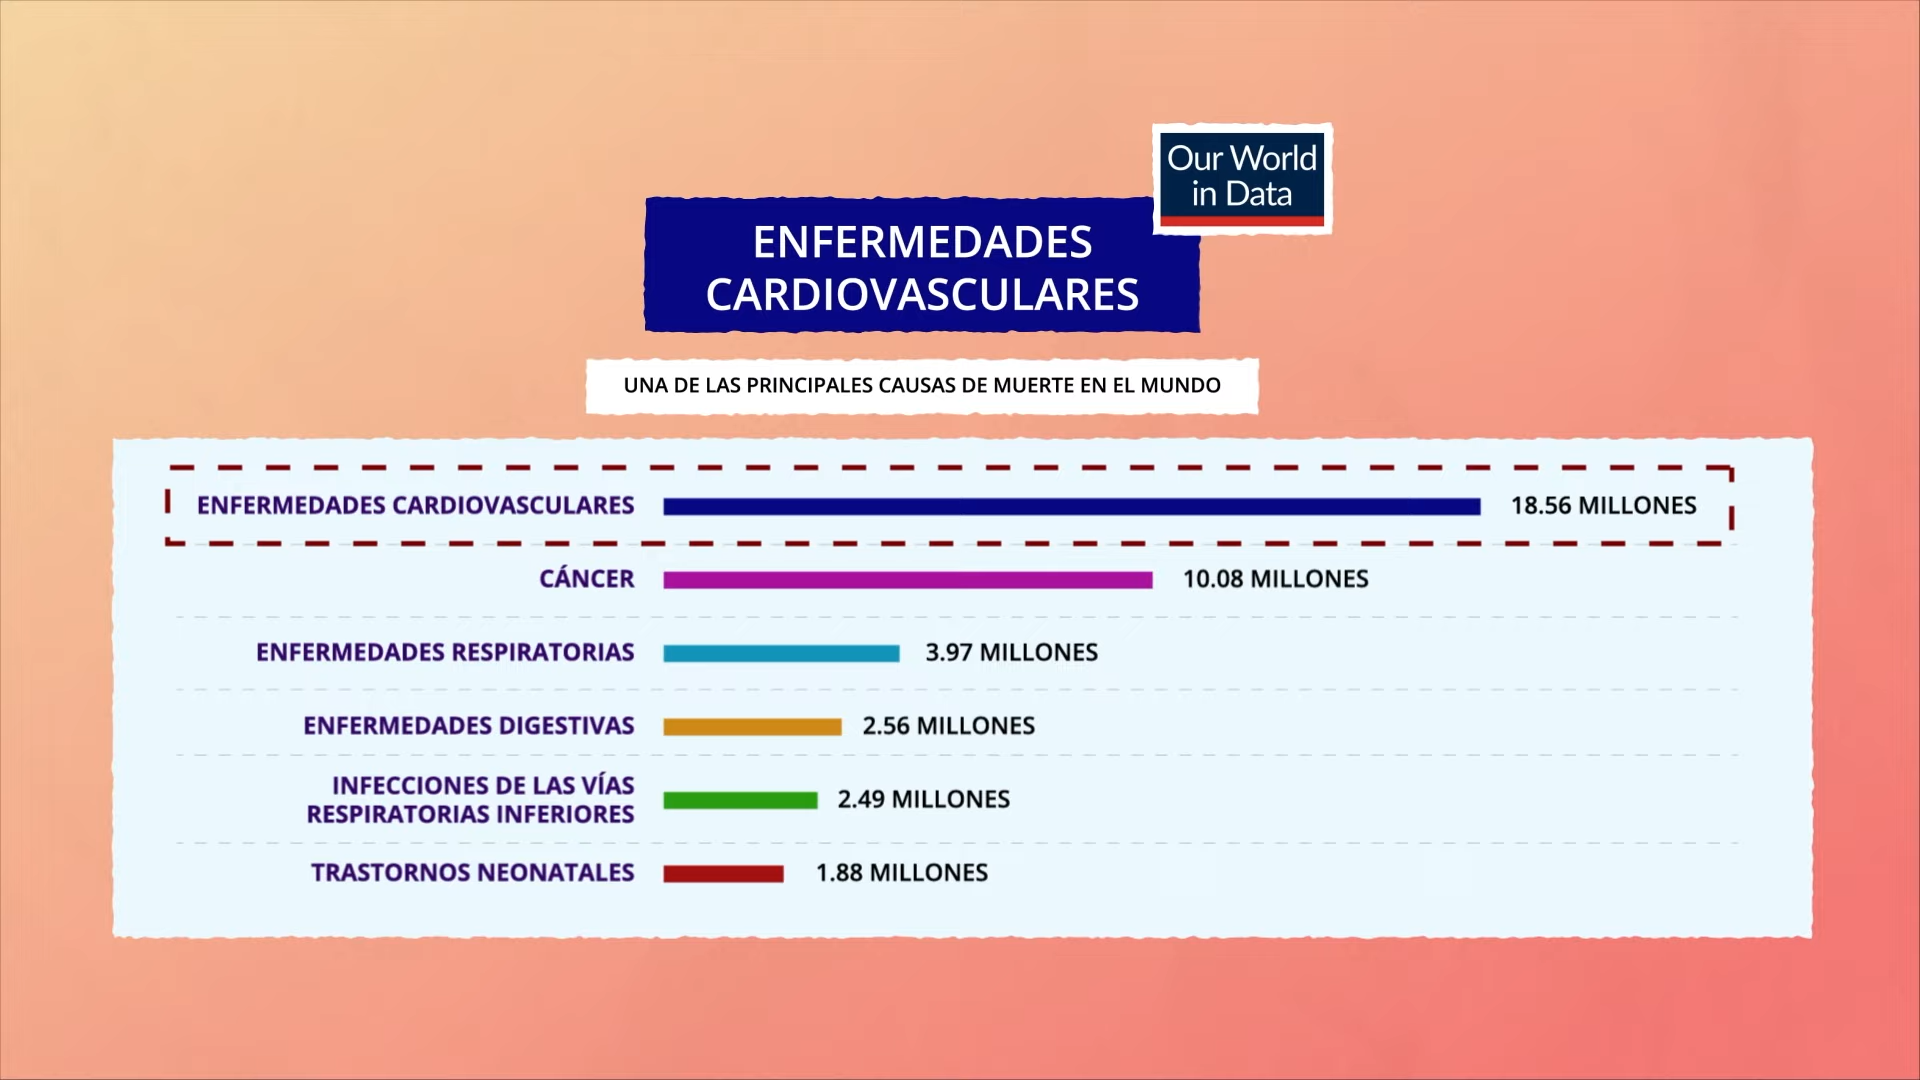 Our World
in Data
ENFERMEDADES
CARDIOVASCULARES
UNA DE LAS PRINCIPALES CAUSAS DE MUERTE EN EL MUNDO
ENFERMEDADES CARDIOVASCULARES 18.56 MILLONES
CÁNCER 10.08 MILLONES
ENFERMEDADES RESPIRATORIAS 3.97 MILLONES
ENFERMEDADES DIGESTIVAS 2.56 MILLONES
INFECCIONES DE LAS VÍAS
RESPIRATORIAS INFERIORES 2.49 MILLONES
TRASTORNOS NEONATALES 1.88 MILLONES